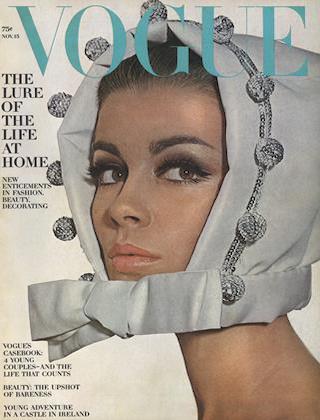 VOGUE
75¢
NOV. 15
THE
LURE
OF
THE
LIFE
AT
HOME
NEW
ENTICEMENTS
IN FASHION,
BEAUTY,
DECORATING
VOGUES
CASEBOOK:
4 YOUNG
COUPLES—AND THE
LIFE THAT COUNTS
BEAUTY: THE UPSHOT
OF BARENESS
YOUNG ADVENTURE
IN A CASTLE IN IRELAND